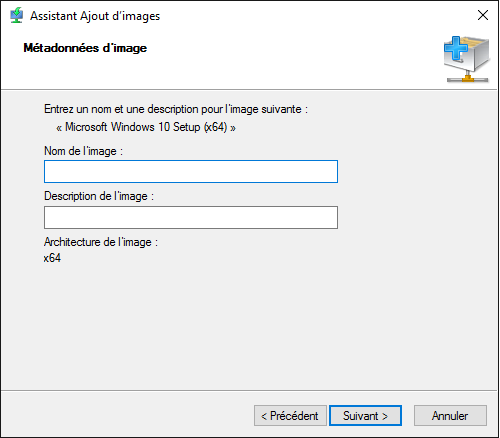 Assistant Ajout d'images
Métadonnées d'image
Entrez un nom et une description pour l'image suivante :
« Microsoft Windows 10 Setup (x64) »
Nom de l'image :
Description de l'image :
Architecture de l'image :
x64
< Précédent Suivant > Annuler